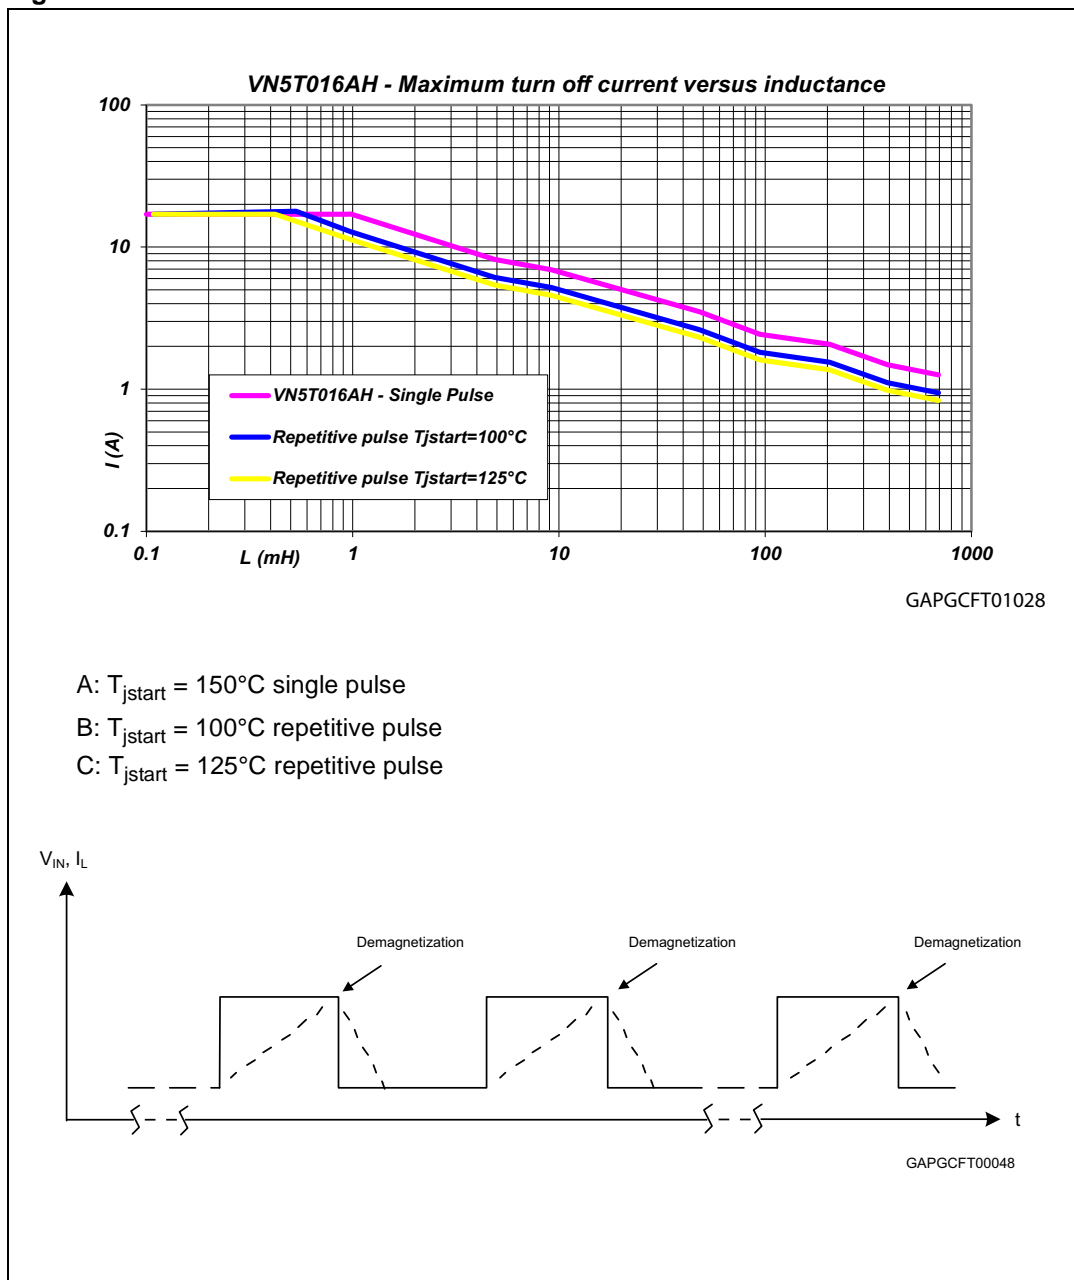 VN5T016AH - Maximum turn off current versus inductance
100
10
1
0.1
I (A)
VN5T016AH - Single Pulse
Repetitive pulse Tjstart=100°C
Repetitive pulse Tjstart=125°C
0.1 1 10 100 1000
L (mH)
GAPGCFT01028
A: Tjstart = 150°C single pulse
B: Tjstart = 100°C repetitive pulse
C: Tjstart = 125°C repetitive pulse
VIN, IL
Demagnetization Demagnetization Demagnetization
t
GAPGCFT00048